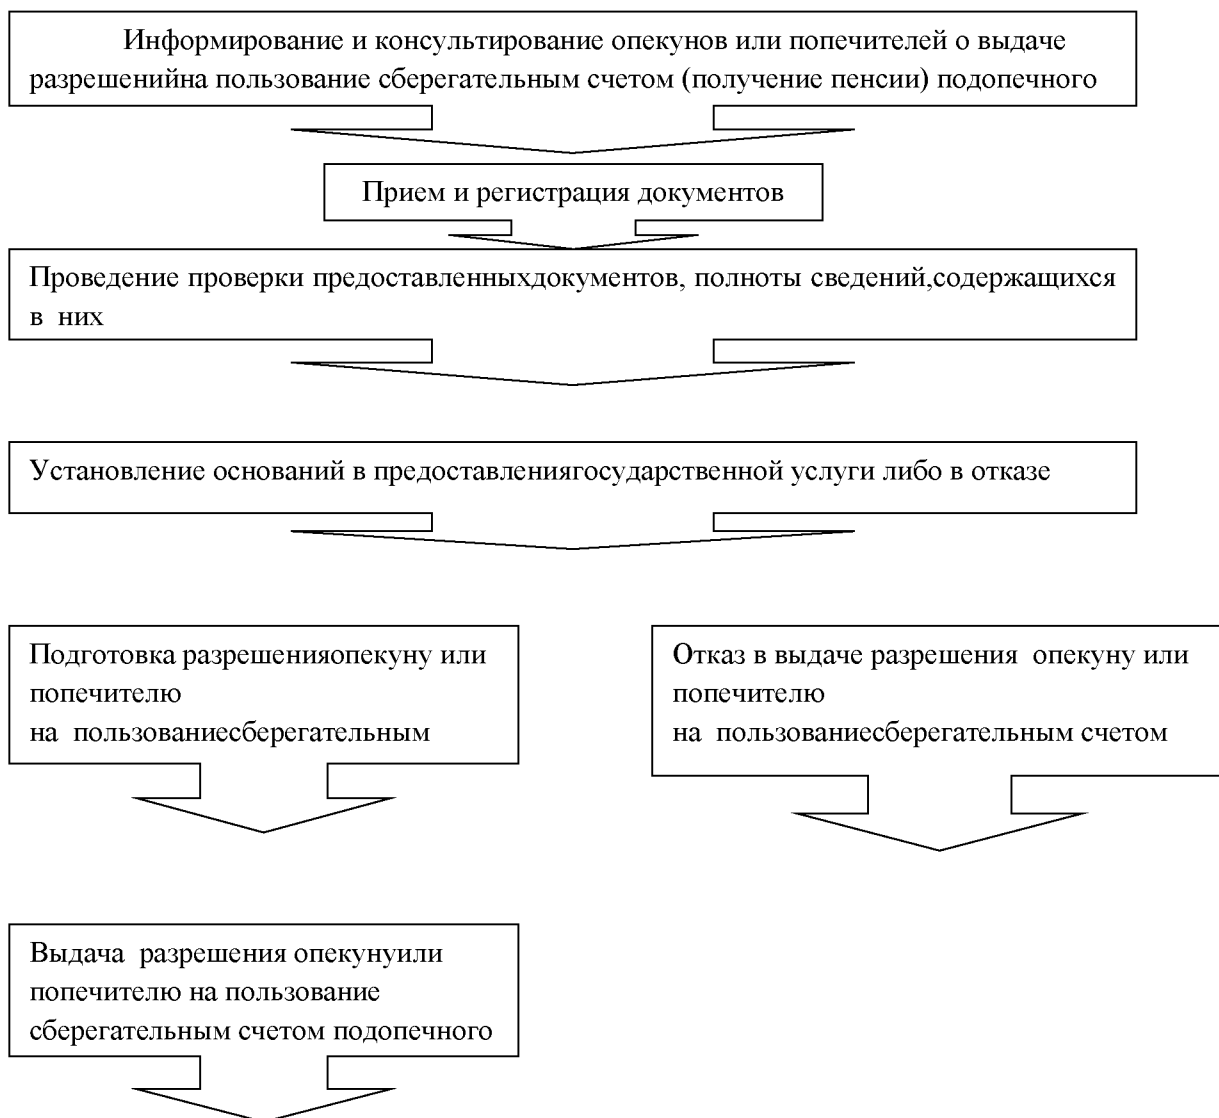 Информирование и консультирование опекунов или попечителей о выдаче
разрешенийна пользование сберегательным счетом (получение пенсии) подопечного
Прием и регистрация документов
Проведение проверки предоставленныхдокументов, полноты сведений,содержащихся
в них
Установление оснований в предоставлениягосударственной услуги либо в отказе
Подготовка разрешенияопекуну или
попечителю
на пользованиесберегательным
Отказ в выдаче разрешения опекуну или
попечителю
на пользованиесберегательным счетом
Выдача разрешения опекунуили
попечителю на пользование
сберегательным счетом подопечного